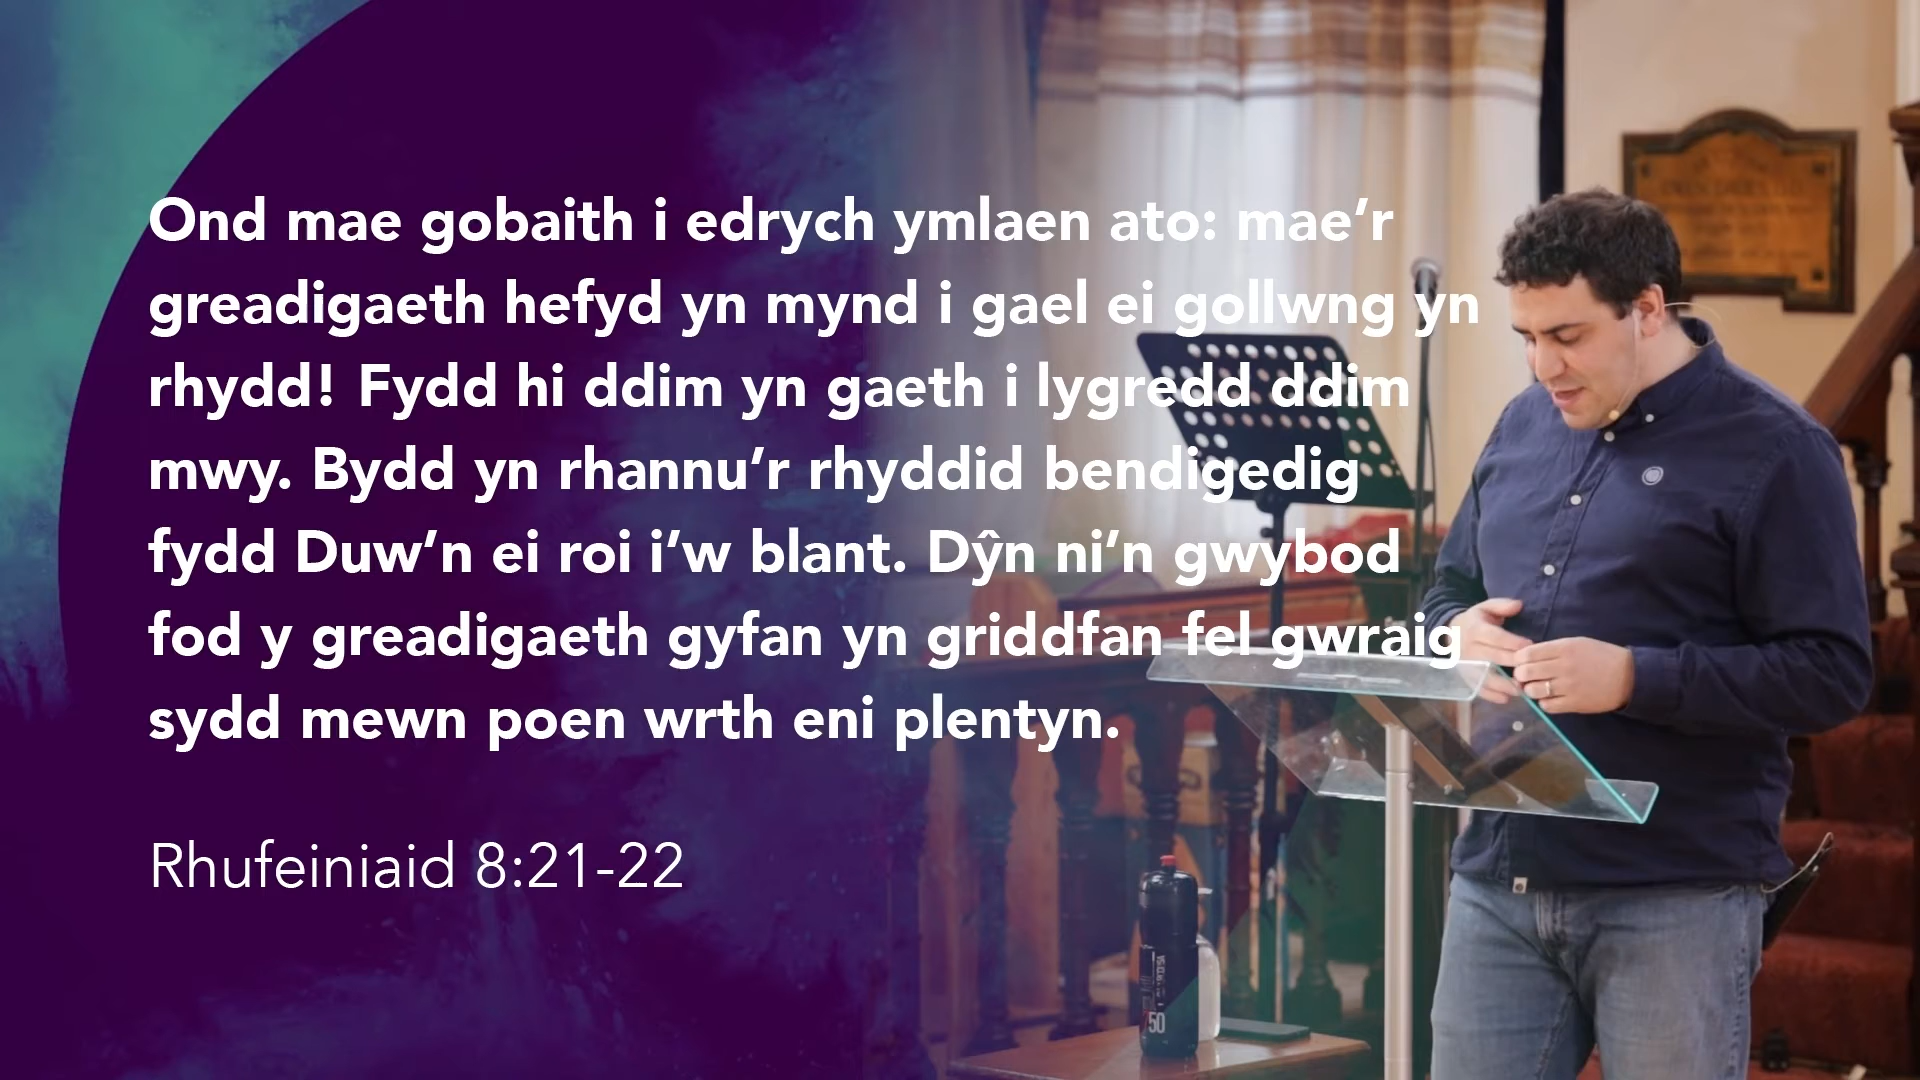 Ond mae gobaith i edrych ymlaen ato: mae’r
greadigaeth hefyd yn mynd i gael ei gollwng yn
rhydd! Fydd hi ddim yn gaeth i lygredd ddim
mwy. Bydd yn rhannu’r rhyddid bendigedig
fydd Duw’n ei roi i’w blant. Dŷn ni’n gwybod
fod y greadigaeth gyfan yn griddfan fel gwraig
sydd mewn poen wrth eni plentyn.
Rhufeiniaid 8:21-22
50